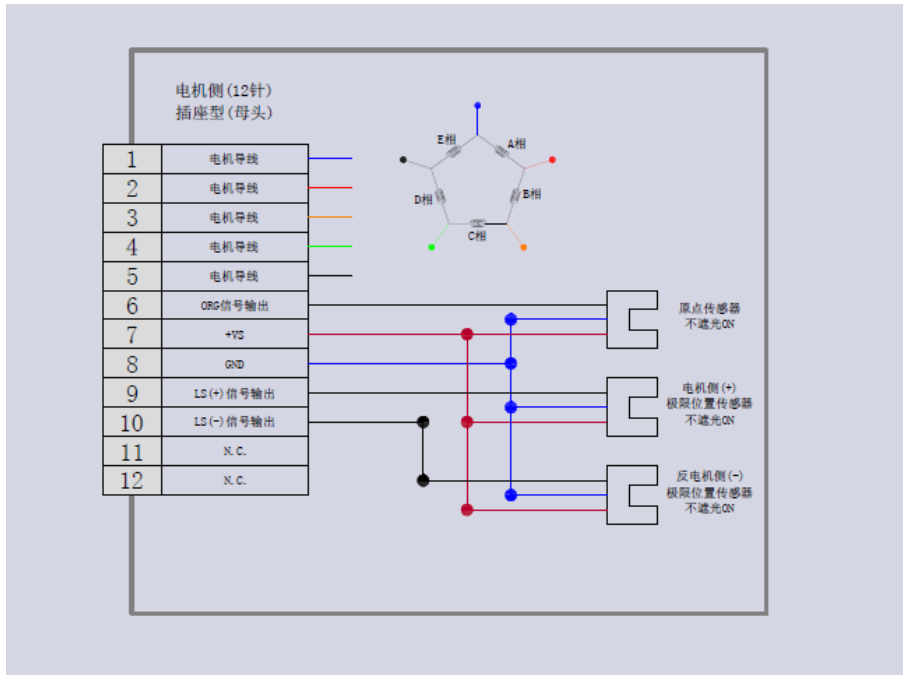 电机侧(12针)
插座型(母头)
1 电机导线
2 电机导线
3 电机导线
4 电机导线
5 电机导线
6 ORG信号输出
7 +VS
8 GND
9 LS(+)信号输出
10 LS(-)信号输出
11 N.C.
12 N.C.
E相
A相
D相
B相
C相
原点传感器
不遮光ON
电机侧(+)
极限位置传感器
不遮光ON
反电机侧(-)
极限位置传感器
不遮光ON